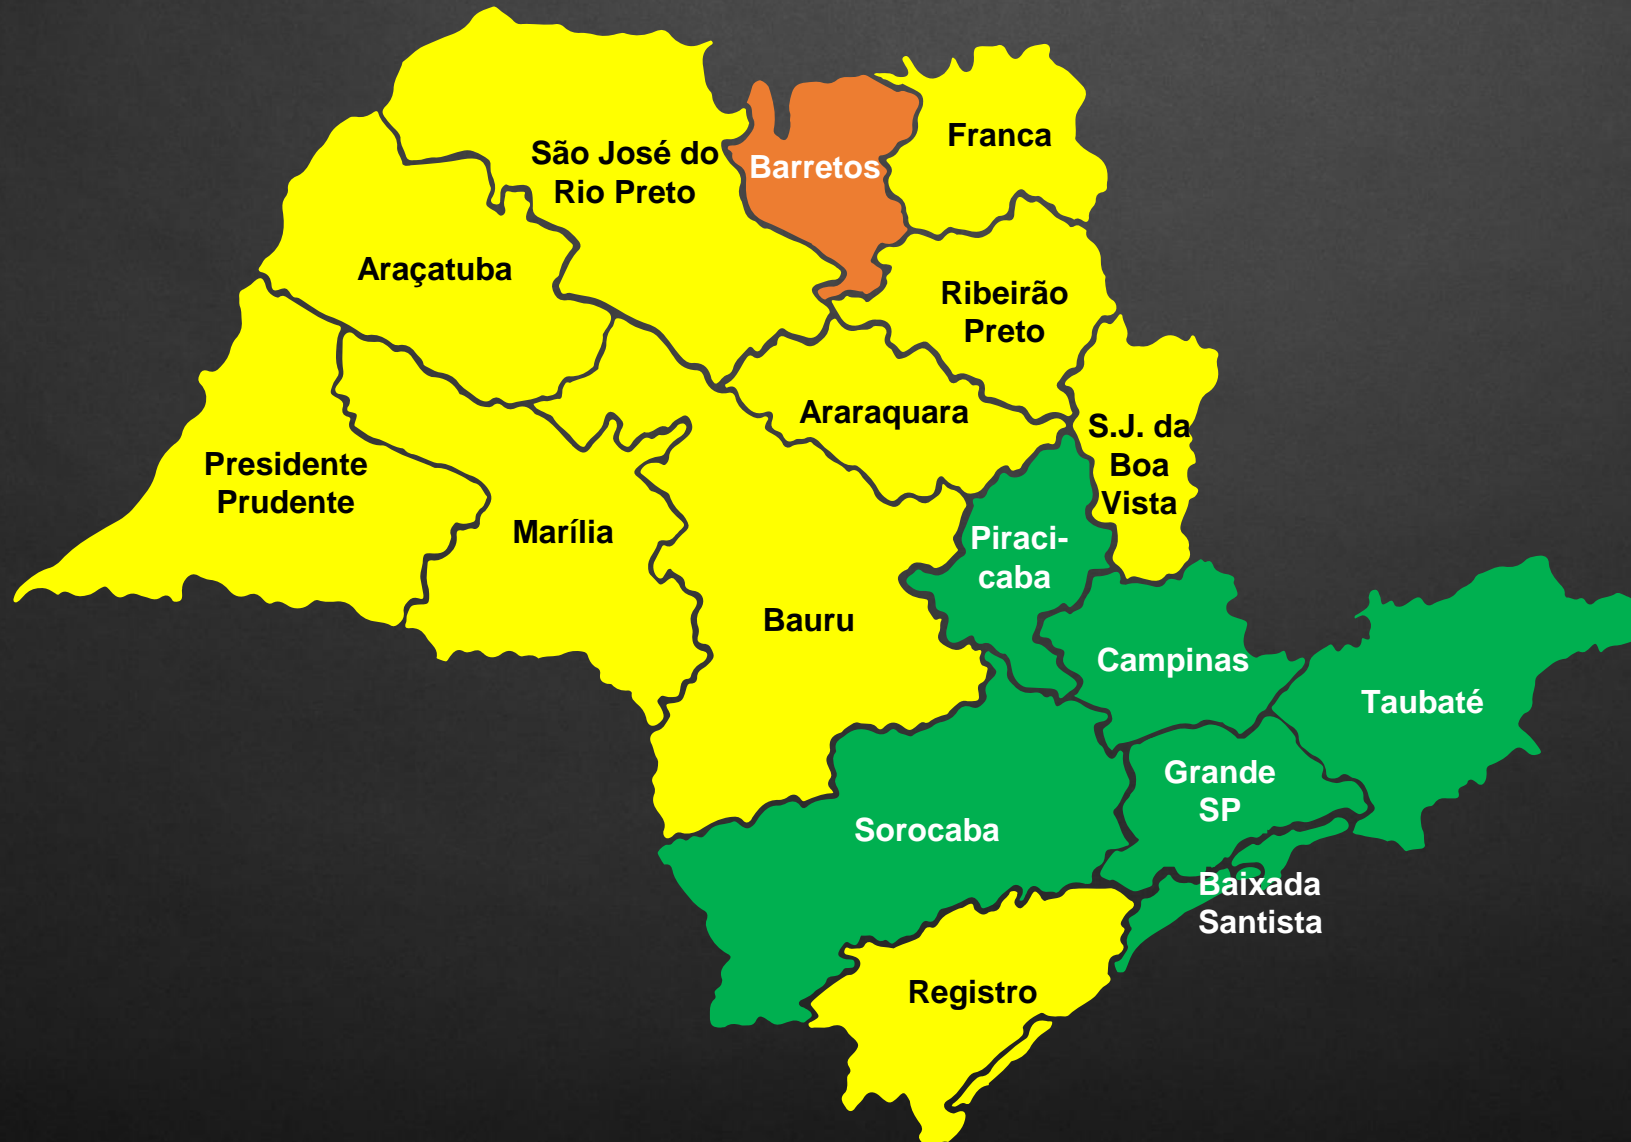 Franca
São José do
Rio Preto
Barretos
Araçatuba
Ribeirão
Preto
Araraquara
S.J. da
Boa
Vista
Presidente
Prudente
Marília
Piraci-
caba
Bauru
Campinas
Taubaté
Grande
SP
Sorocaba
Baixada
Santista
Registro